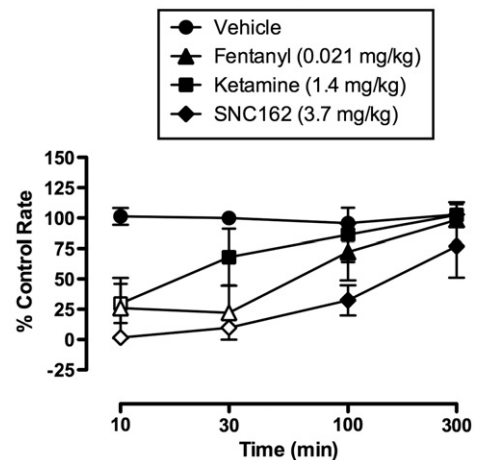 Vehicle
Fentanyl (0.021 mg/kg)
Ketamine (1.4 mg/kg)
SNC162 (3.7 mg/kg)
150
125
100
75
50
25
0
-25
% Control Rate
10 30 100 300
Time (min)